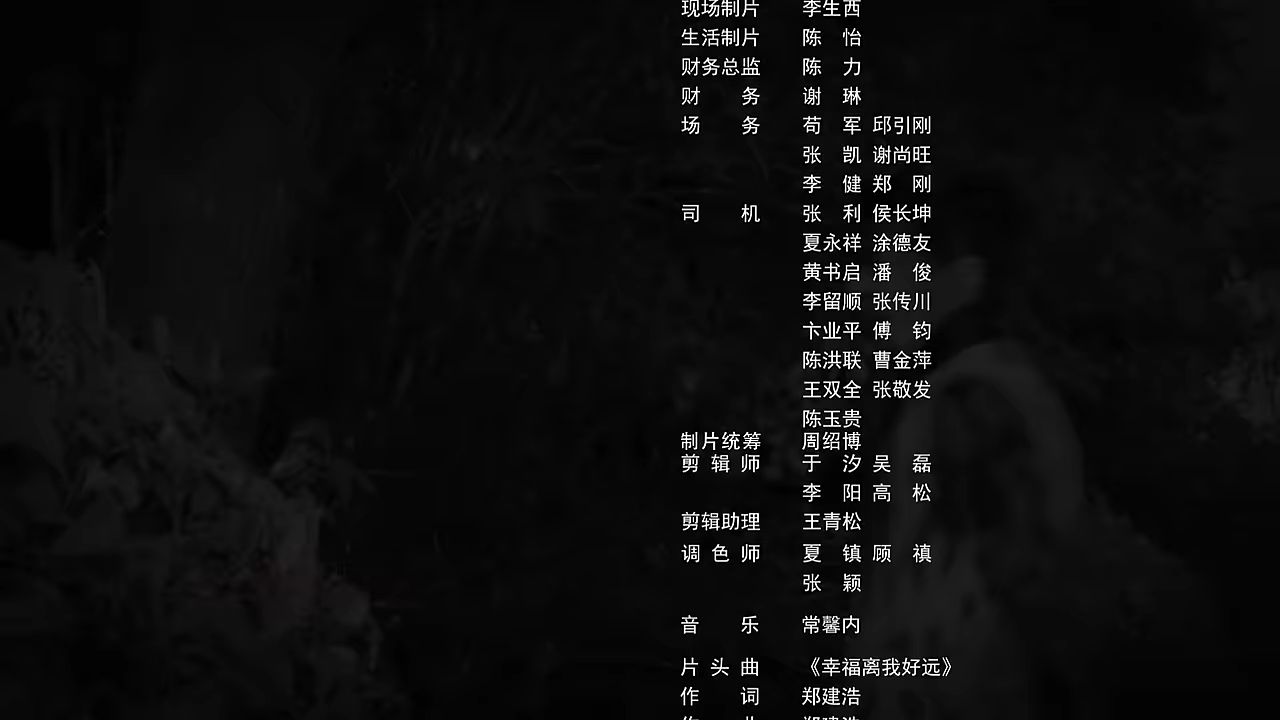 现场制片 李生西
生活制片 陈 怡
财务总监 陈 力
财 务 谢 琳
场 务 苟 军 邱引刚
张 凯 谢尚旺
李 健 郑 刚
司 机 张 利 侯长坤
夏永祥 涂德友
黄书启 潘 俊
李留顺 张传川
卞业平 傅 钧
陈洪联 曹金萍
王双全 张敬发
陈玉贵
制片统筹 周绍博
剪 辑 师 于 汐 吴 磊
李 阳 高 松
剪辑助理 王青松
调 色 师 夏 镇 顾 禛
张 颖
音 乐 常馨内
片 头 曲 《幸福离我好远》
作 词 郑建浩